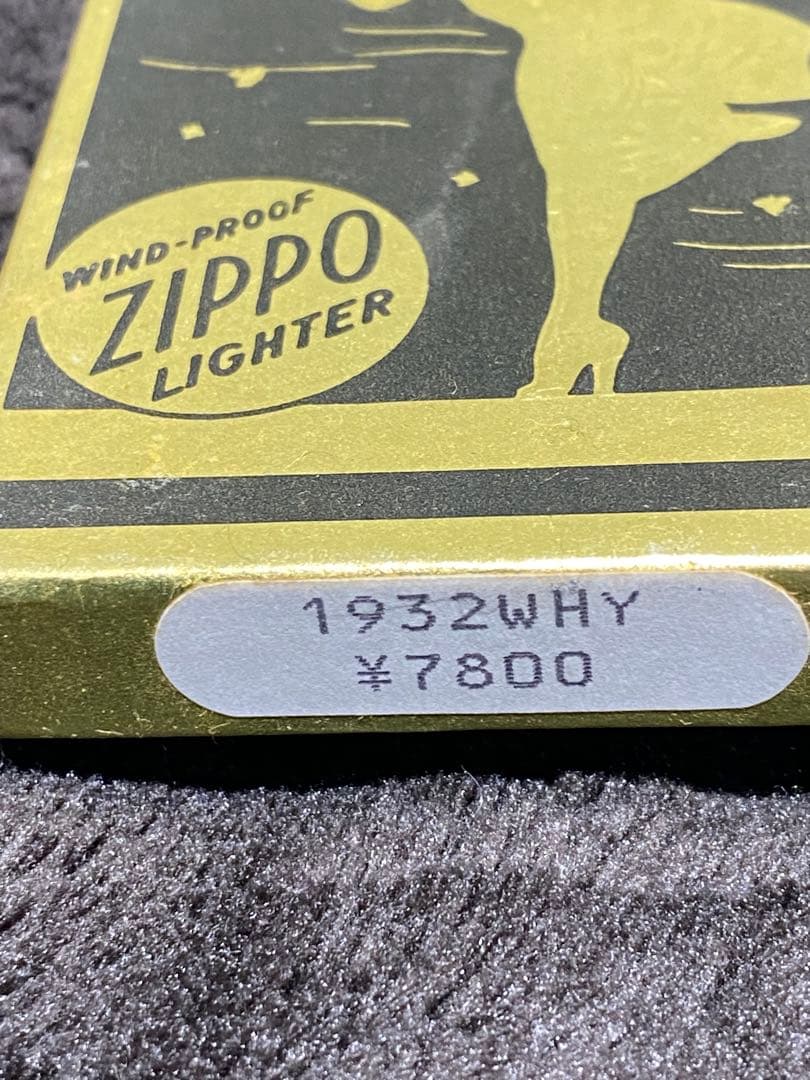 WIND-PROOF
ZIPPO
LIGHTER
1932WHY
¥7800